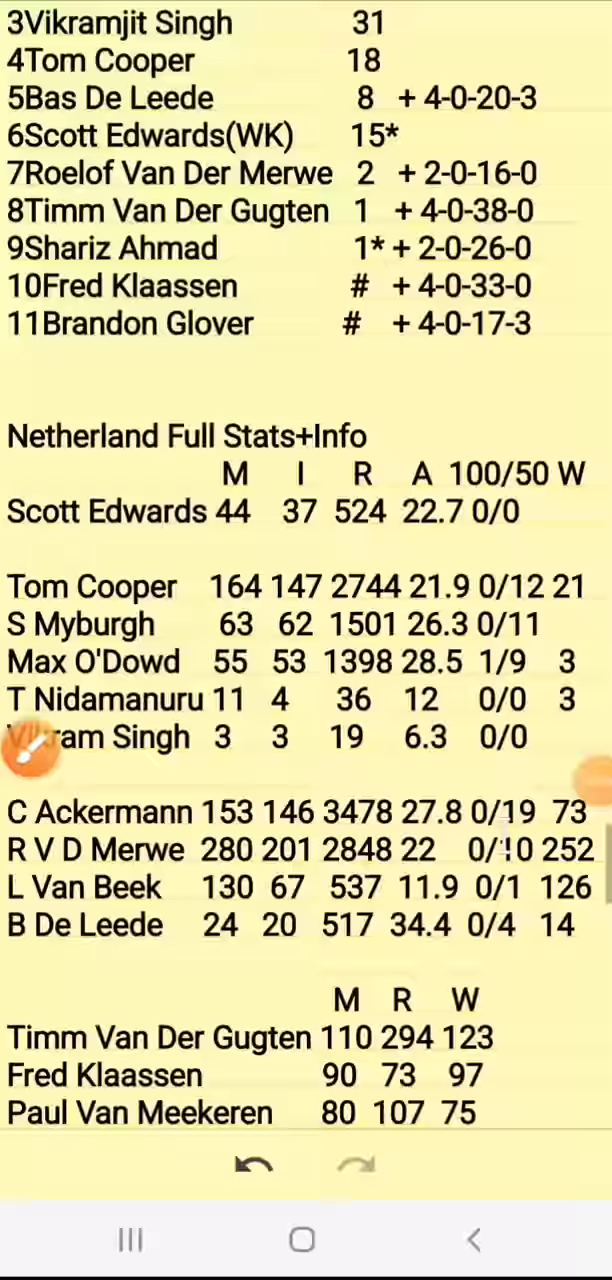 3Vikramjit Singh 31
4Tom Cooper 18
5Bas De Leede 8 + 4-0-20-3
6Scott Edwards(WK) 15*
7Roelof Van Der Merwe 2 + 2-0-16-0
8Timm Van Der Gugten 1 + 4-0-38-0
9Shariz Ahmad 1* + 2-0-26-0
10Fred Klaassen # + 4-0-33-0
11Brandon Glover # + 4-0-17-3
Netherland Full Stats+Info
M I R A 100/50 W
Scott Edwards 44 37 524 22.7 0/0
Tom Cooper 164 147 2744 21.9 0/12 21
S Myburgh 63 62 1501 26.3 0/11
Max O'Dowd 55 53 1398 28.5 1/9 3
T Nidamanuru 11 4 36 12 0/0 3
Singh 3 3 19 6.3 0/0
C Ackermann 153 146 3478 27.8 0/19 73
R V D Merwe 280 201 2848 22 0/10 252
L Van Beek 130 67 537 11.9 0/1 126
B De Leede 24 20 517 34.4 0/4 14
M R W
Timm Van Der Gugten 110 294 123
Fred Klaassen 90 73 97
Paul Van Meekeren 80 107 75